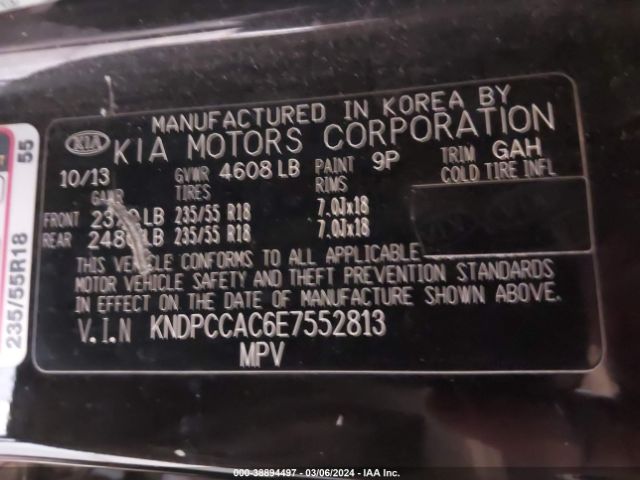 MANUFACTURED IN KOREA BY
KIA KIA MOTORS CORPORATION
10/13 GVWR 4608 LB PAINT 9P TRIM GAH
GAWR TIRES RIMS COLD TIRE INFL
FRONT LB 235/55 R18 7.0Jx18
REAR LB 235/55 R18 7.0Jx18
THIS VEHICLE CONFORMS TO ALL APPLICABLE
MOTOR VEHICLE SAFETY AND THEFT PREVENTION STANDARDS
IN EFFECT ON THE DATE OF MANUFACTURE SHOWN ABOVE.
V.I.N KNDPCCAC6E7552813
MPV
55
235/55R18
000-38894497 - 03/06/2024 - IAA Inc.